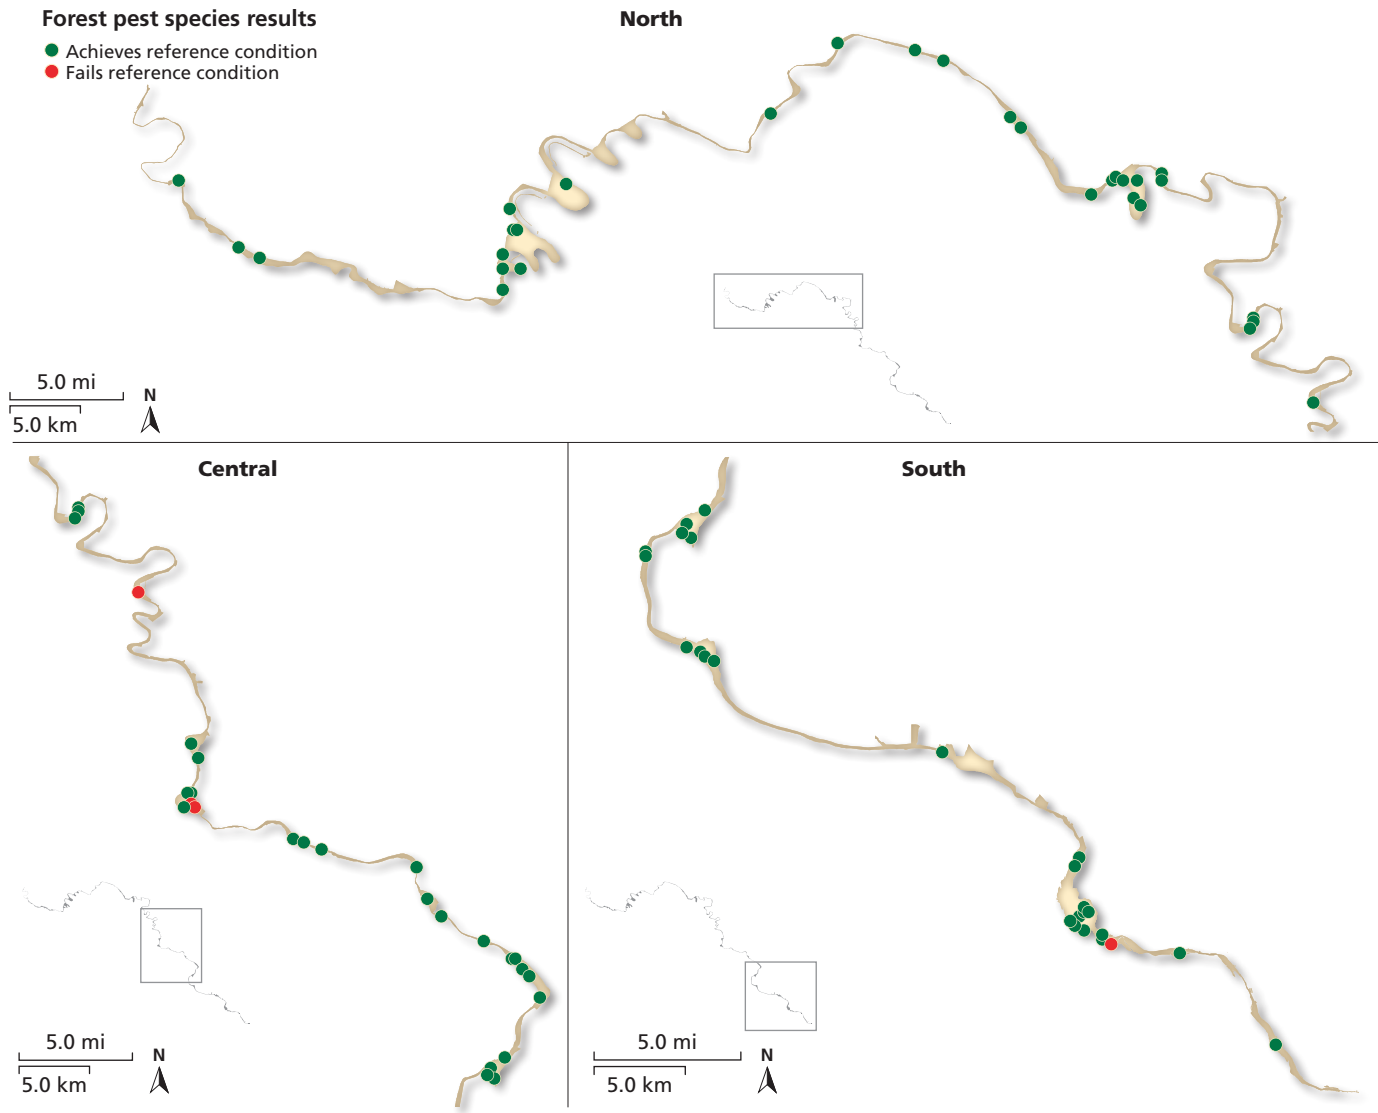 Forest pest species results
Achieves reference condition
Fails reference condition
North
5.0 mi
5.0 km
N
Central
5.0 mi
5.0 km
N
South
5.0 mi
5.0 km
N